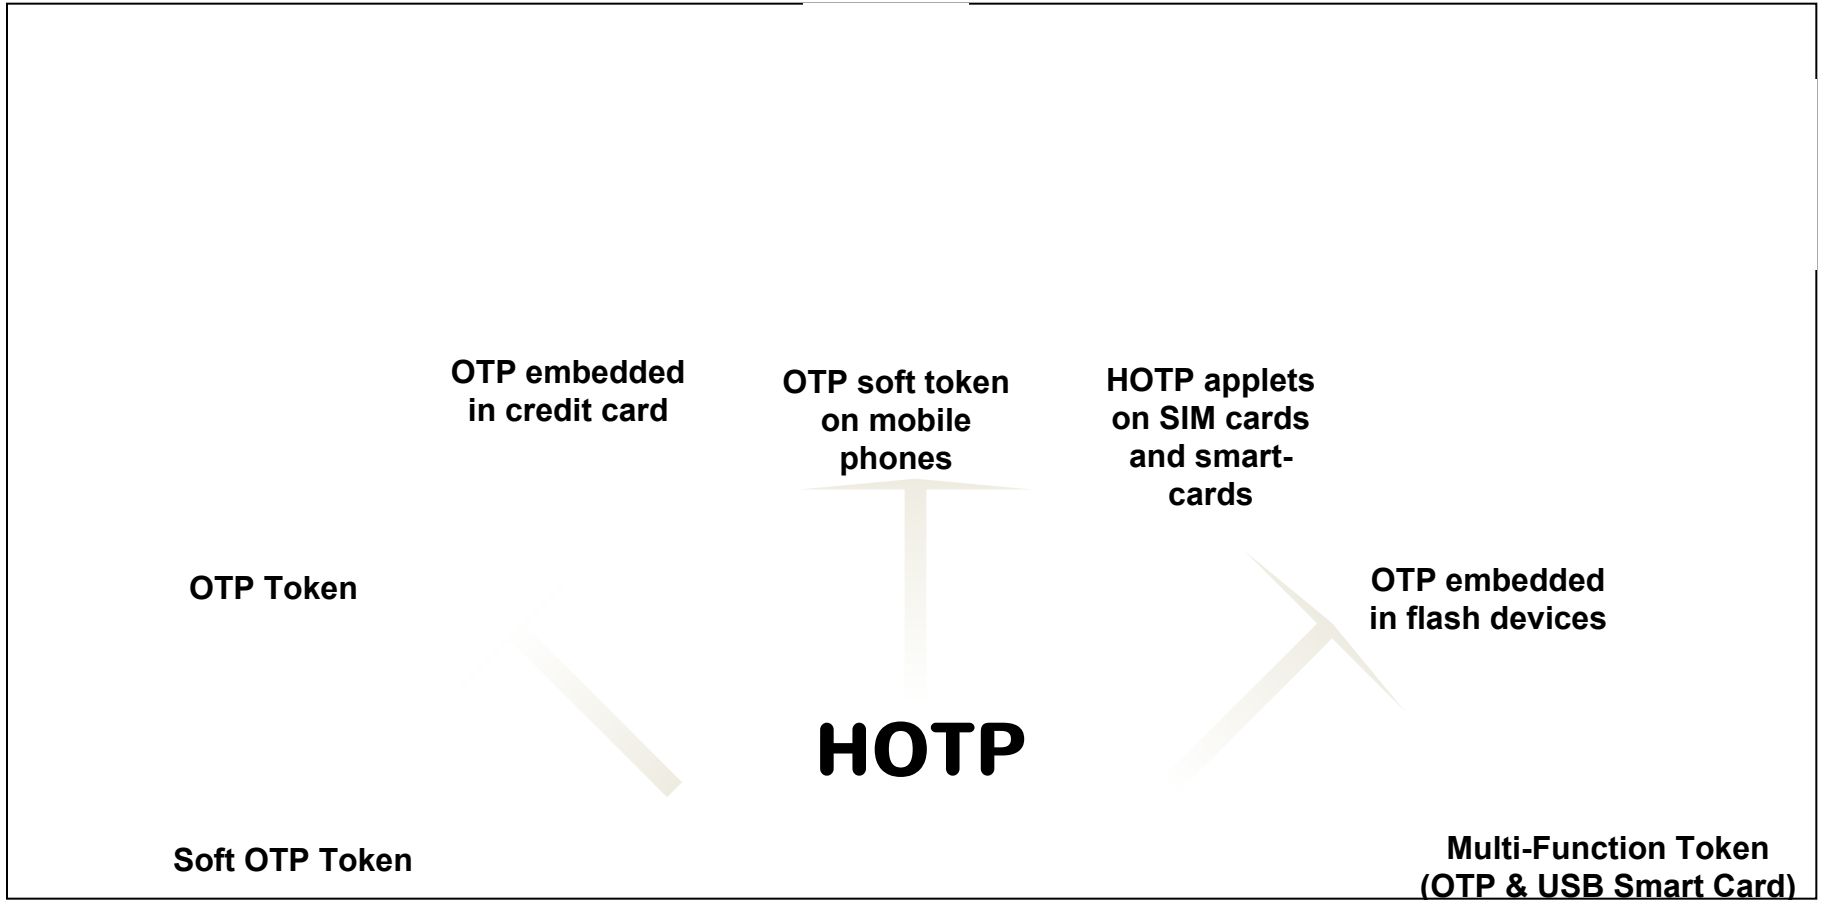 OTP embedded
in credit card
OTP soft token
on mobile
phones
HOTP applets
on SIM cards
and smart-
cards
OTP Token
OTP embedded
in flash devices
HOTP
Soft OTP Token
Multi-Function Token
(OTP & USB Smart Card)